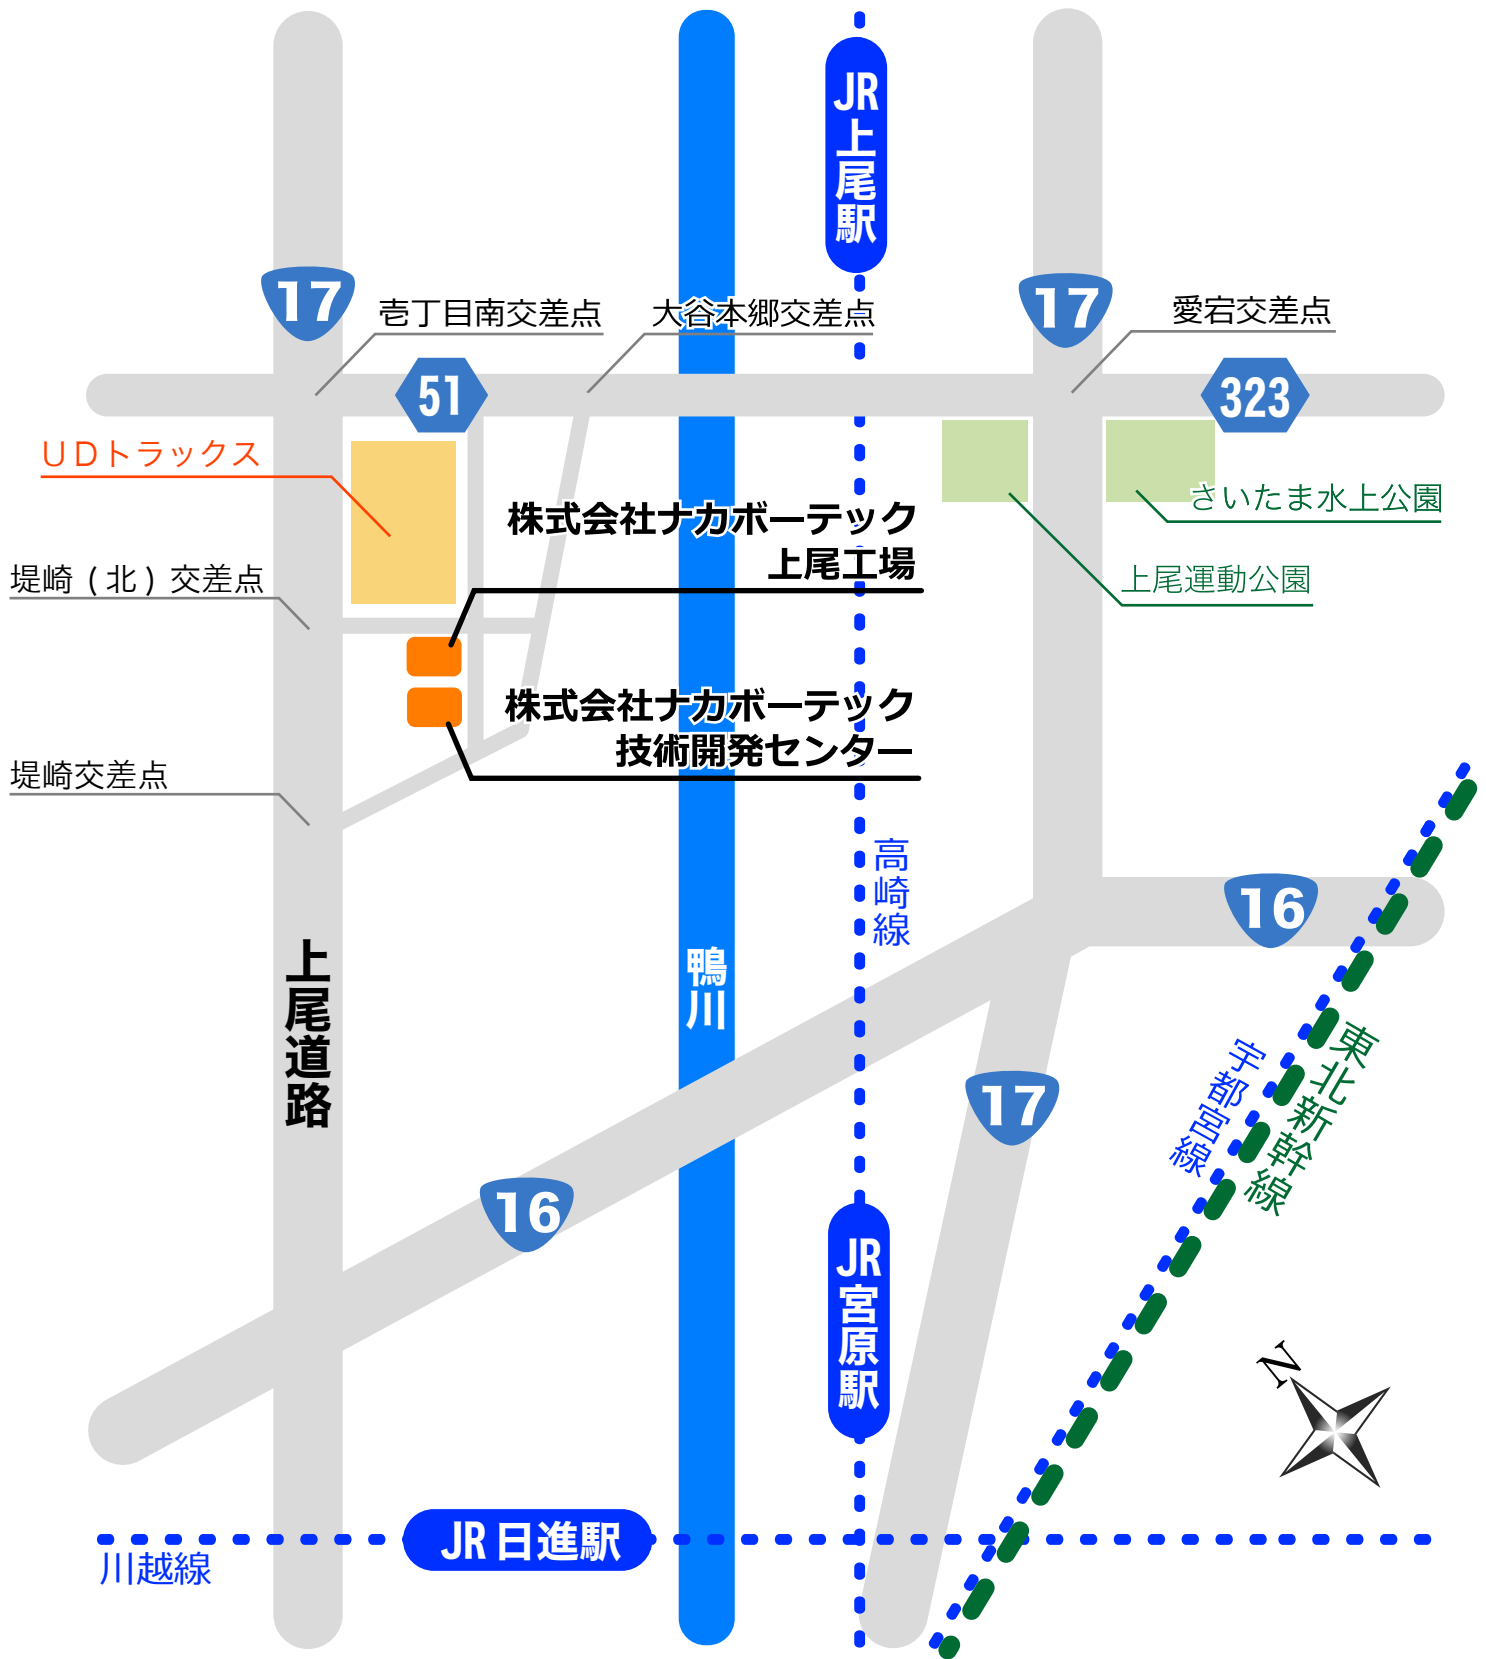 JR上尾駅
17
壱丁目南交差点
大谷本郷交差点
17
愛宕交差点
51
323
UDトラックス
さいたま水上公園
株式会社ナカボーテック
上尾工場
堤崎(北)交差点
上尾運動公園
株式会社ナカボーテック
技術開発センター
堤崎交差点
高崎線
16
上尾道路
鴨川
宇都宮線
東北新幹線
17
16
JR宮原駅
N
JR日進駅
川越線